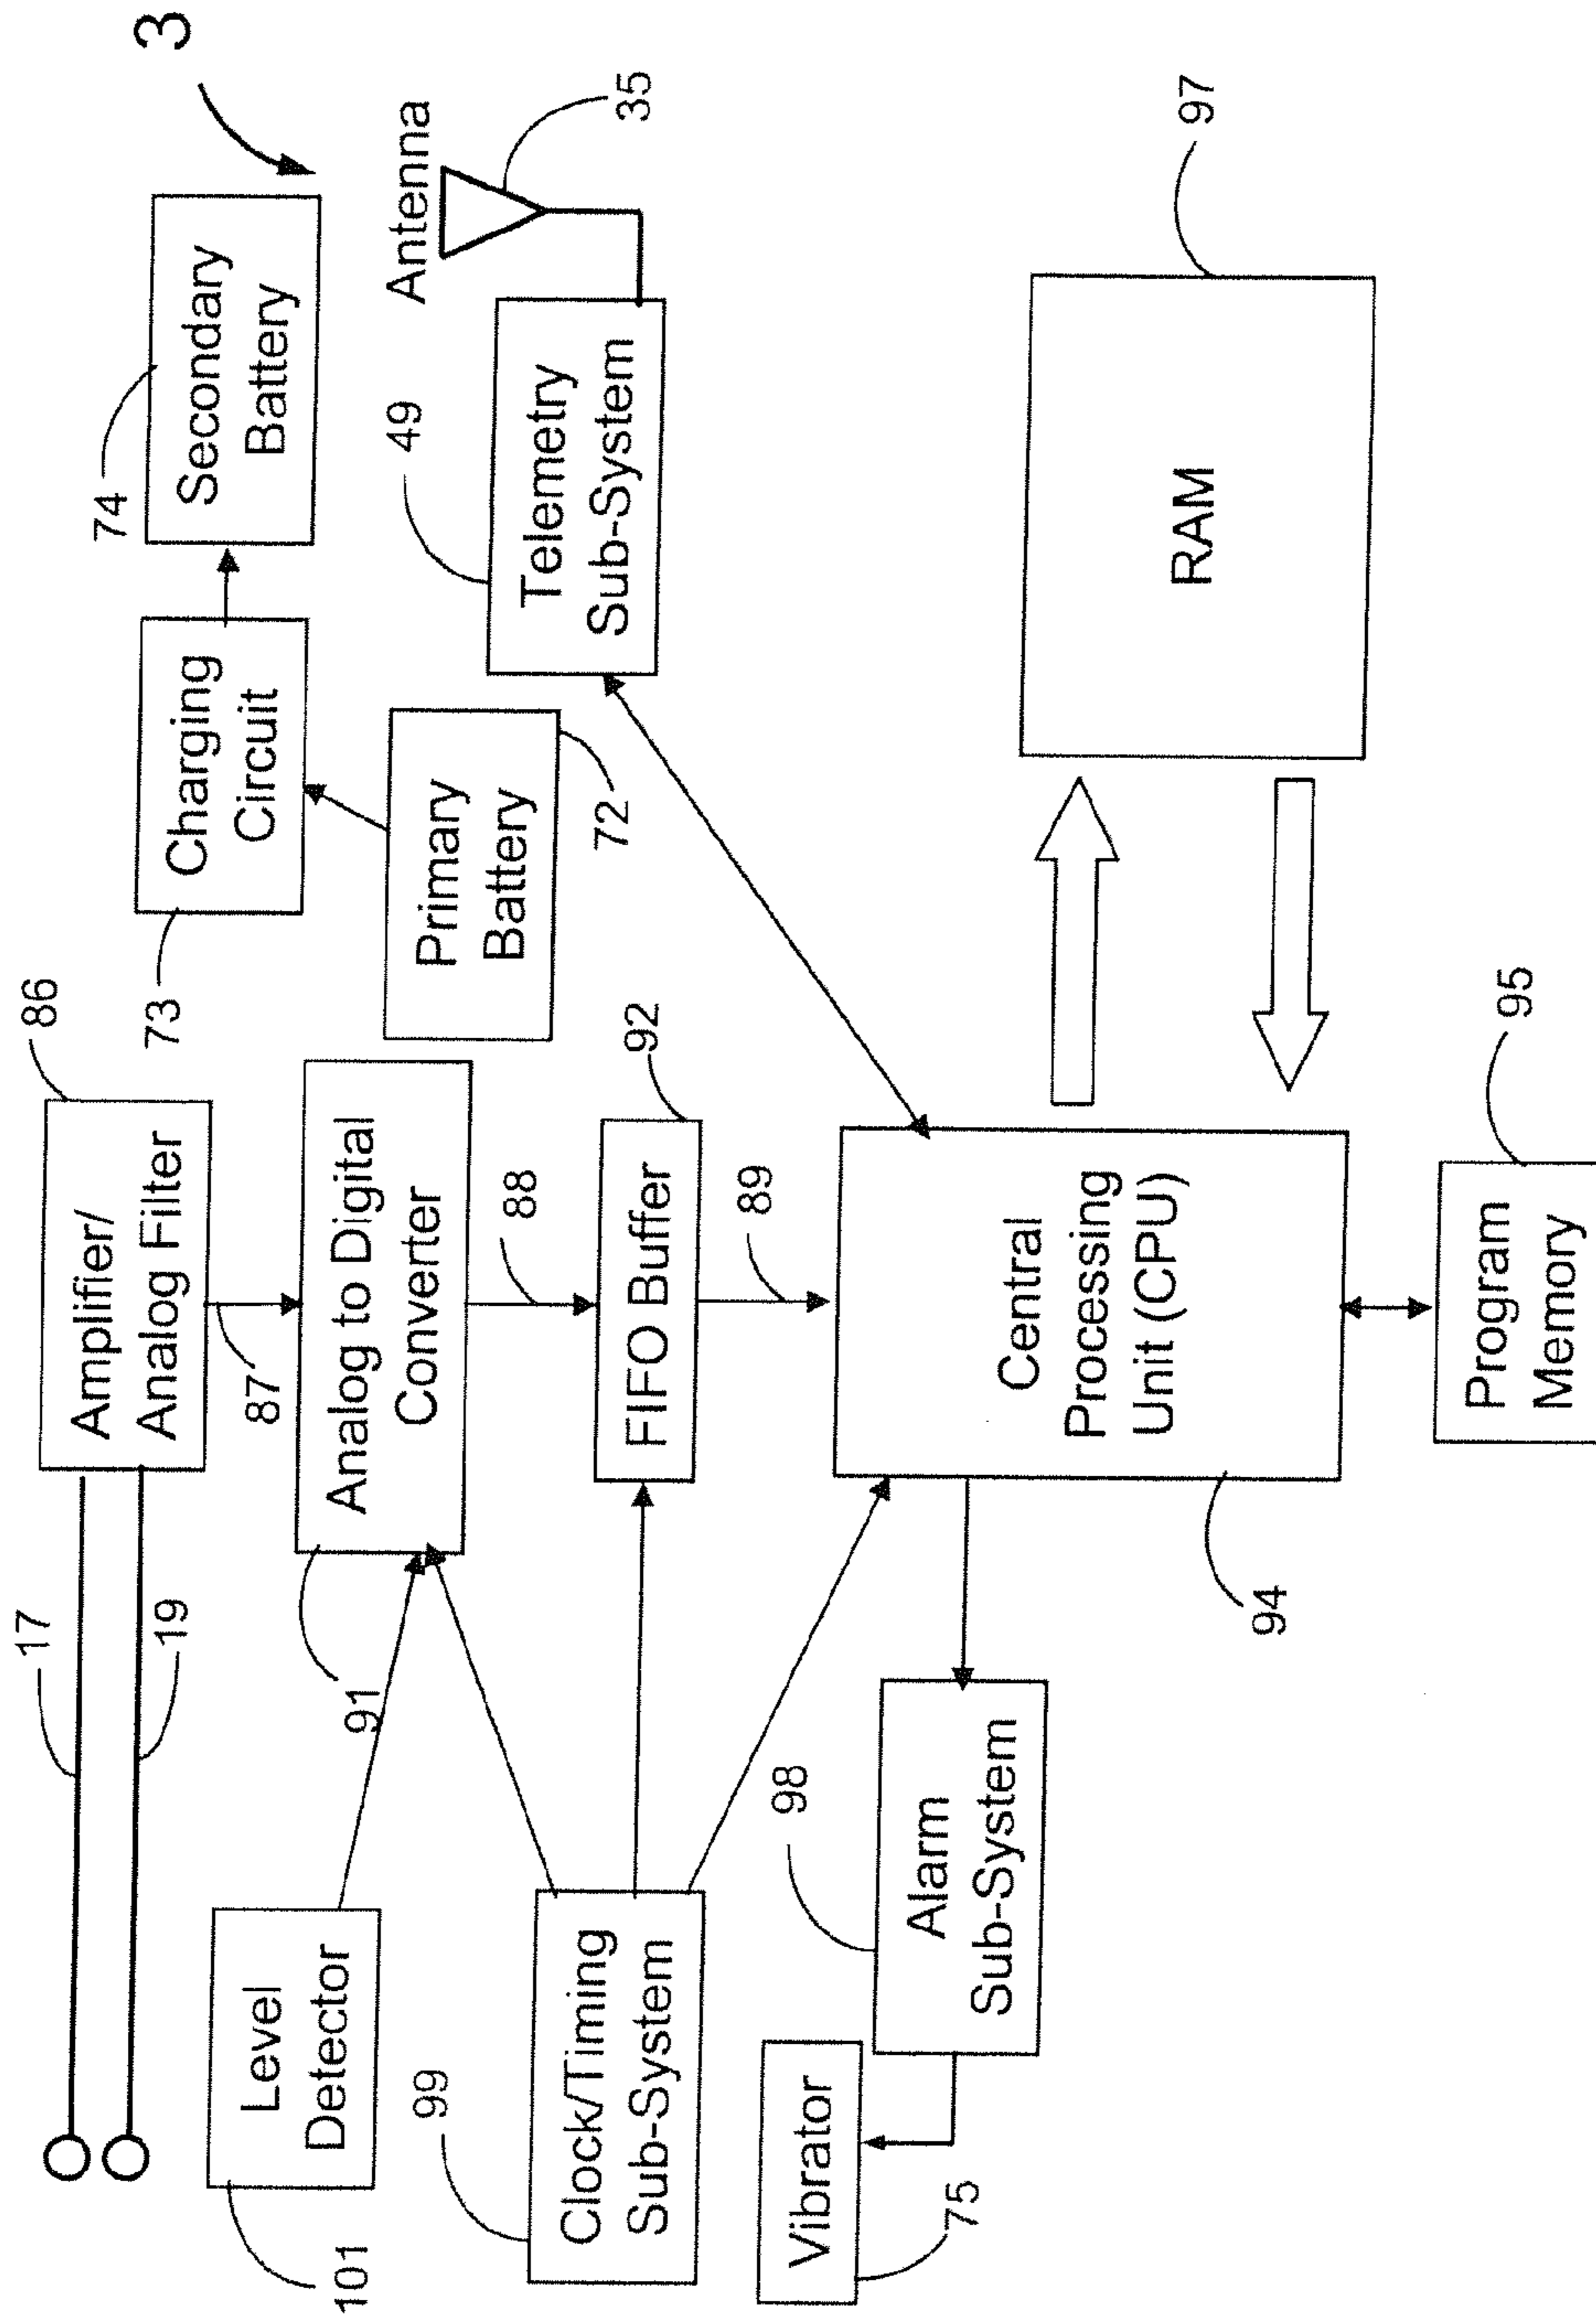 17
19
86
Amplifier/
Analog Filter
87
101
Level
Detector
91
Analog to Digital
Converter
88
99
Clock/Timing
Sub-System
FIFO Buffer
92
89
73
Charging
Circuit
74
Secondary
Battery
3
Primary
Battery
72
49
Telemetry
Sub-System
Antenna
35
75
Vibrator
98
Alarm
Sub-System
94
Central
Processing
Unit (CPU)
RAM
97
95
Program
Memory